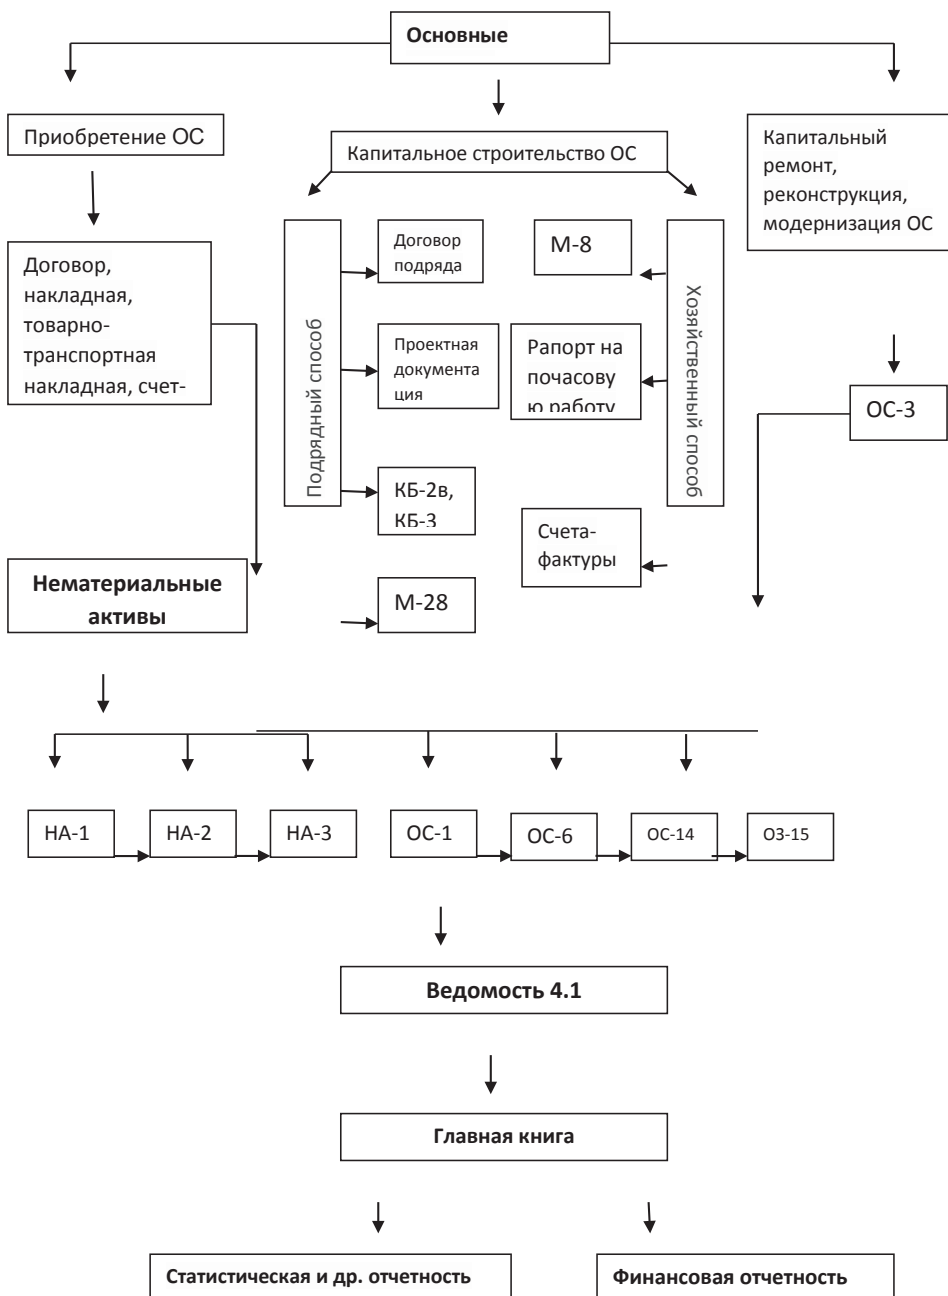 Основные
Приобретение ОС
Капитальное строительство ОС
Капитальный
ремонт,
реконструкция,
модернизация ОС
Договор,
накладная,
товарно-
транспортная
накладная, счет-
Подрядный способ
Договор
подряда
Проектная
документа
ция
КБ-2в,
КБ-3
М-28
М-8
Рапорт на
почасову
ю работу
Счета-
фактуры
Хозяйственный способ
ОС-3
Нематериальные
активы
НА-1
НА-2
НА-3
ОС-1
ОС-6
ОС-14
ОЗ-15
Ведомость 4.1
Главная книга
Статистическая и др. отчетность
Финансовая отчетность